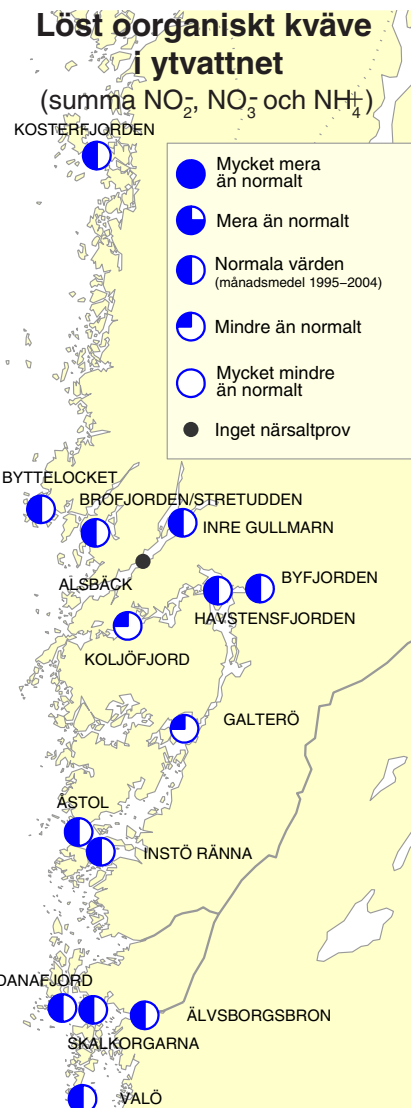 Löst oorganiskt kväve
i ytvattnet
(summa NO₂⁻, NO₃⁻ och NH₄⁺)
KOSTERFJORDEN
Mycket mera
än normalt
Mera än normalt
Normala värden
(månadsmedel 1995–2004)
Mindre än normalt
Mycket mindre
än normalt
Inget närsaltprov
BYTTELOCKET
BROFJORDEN/STRETUDDEN
INRE GULLMARN
ALSBÄCK
BYFJORDEN
HAVSTENSFJORDEN
KOLJÖFJORD
GALTERÖ
ÅSTOL
INSTÖ RÄNNA
DANAFJORD
ÄLVSBORGSBRON
SKALKORGARNA
VALÖ